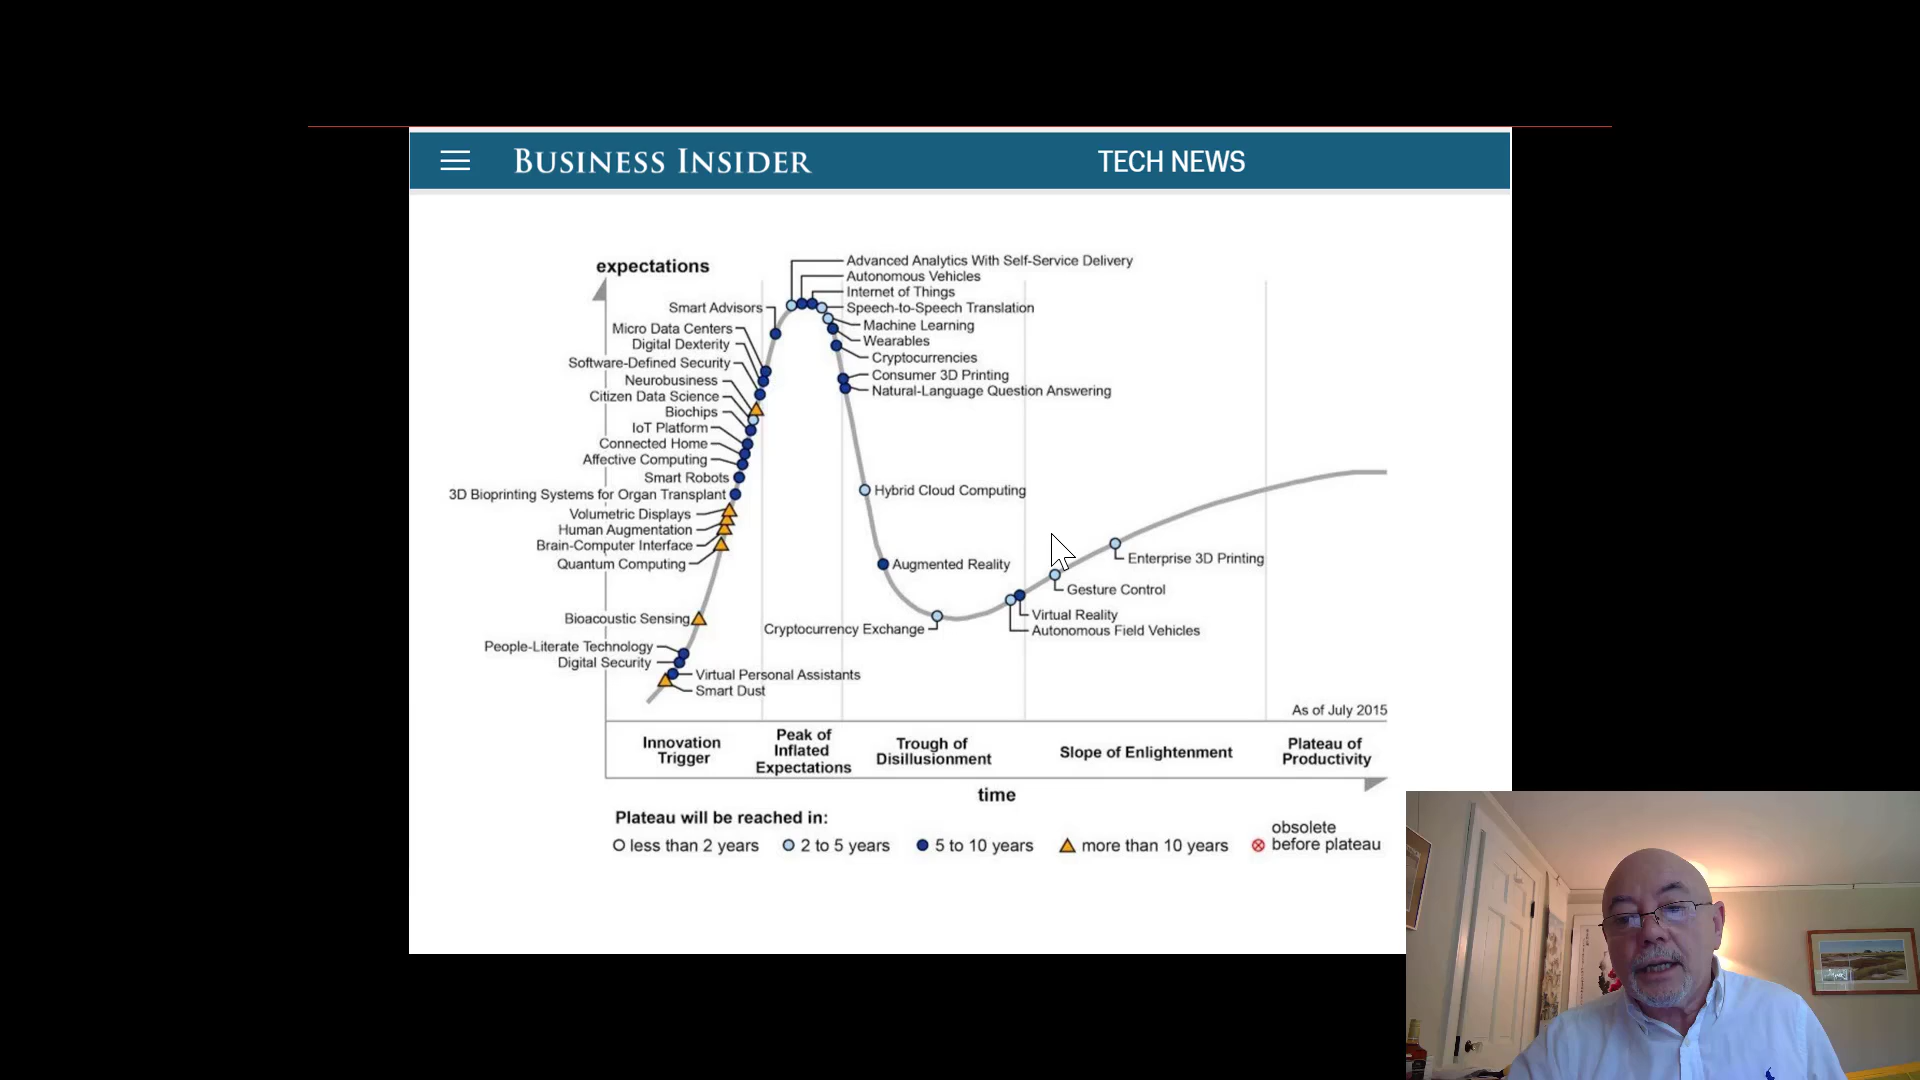 BUSINESS INSIDER
TECH NEWS
expectations
Advanced Analytics With Self-Service Delivery
Autonomous Vehicles
Internet of Things
Speech-to-Speech Translation
Machine Learning
Wearables
Cryptocurrencies
Consumer 3D Printing
Natural-Language Question Answering
Smart Advisors
Micro Data Centers
Digital Dexterity
Software-Defined Security
Neurobusiness
Citizen Data Science
Biochips
IoT Platform
Connected Home
Affective Computing
Smart Robots
3D Bioprinting Systems for Organ Transplant
Volumetric Displays
Human Augmentation
Brain-Computer Interface
Quantum Computing
Bioacoustic Sensing
People-Literate Technology
Digital Security
Virtual Personal Assistants
Smart Dust
Hybrid Cloud Computing
Augmented Reality
Cryptocurrency Exchange
Enterprise 3D Printing
Gesture Control
Virtual Reality
Autonomous Field Vehicles
As of July 2015
Innovation
Trigger
Peak of
Inflated
Expectations
Trough of
Disillusionment
Slope of Enlightenment
Plateau of
Productivity
time
Plateau will be reached in:
less than 2 years
2 to 5 years
5 to 10 years
more than 10 years
obsolete
before plateau